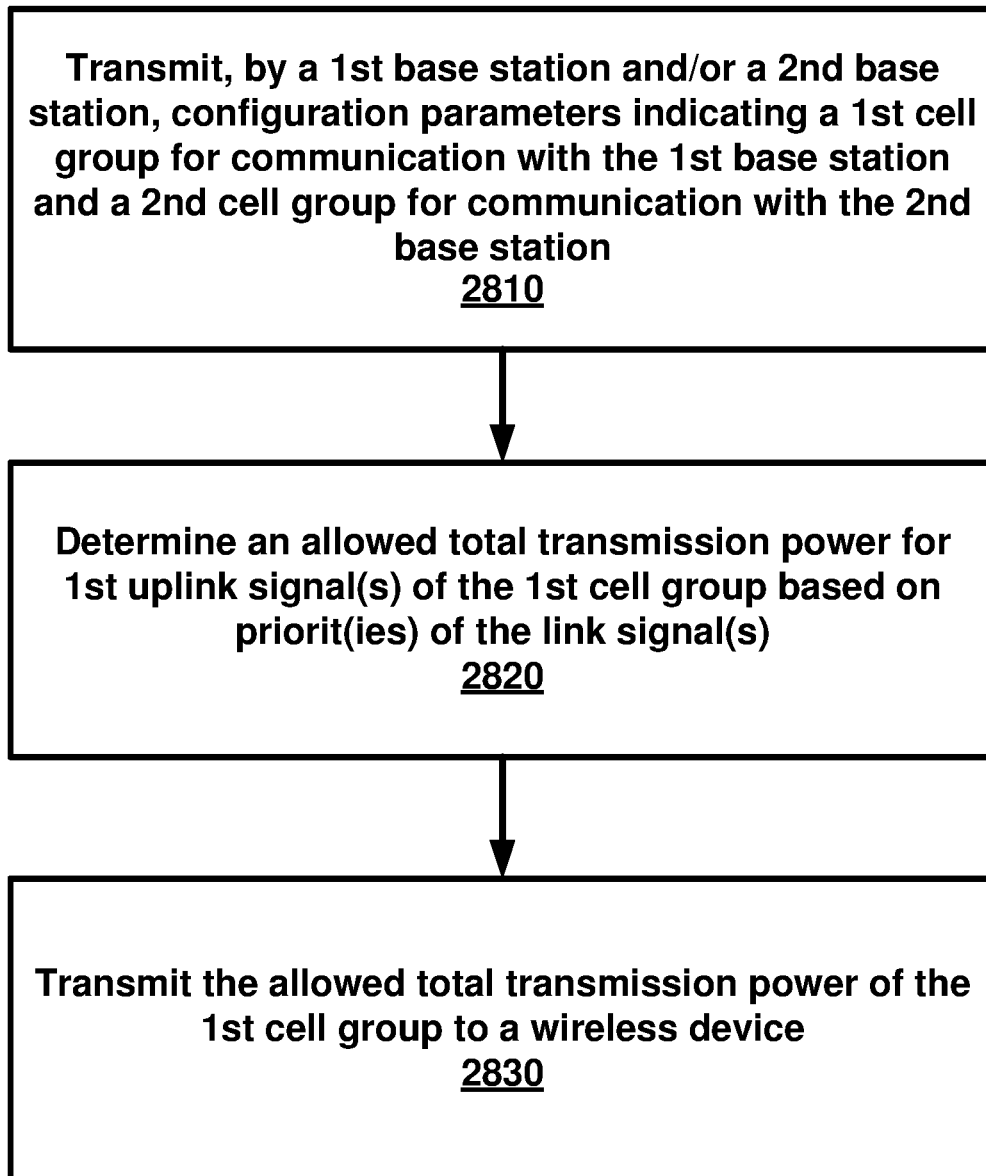 Transmit, by a 1st base station and/or a 2nd base
station, configuration parameters indicating a 1st cell
group for communication with the 1st base station
and a 2nd cell group for communication with the 2nd
base station
2810
Determine an allowed total transmission power for
1st uplink signal(s) of the 1st cell group based on
priorit(ies) of the link signal(s)
2820
Transmit the allowed total transmission power of the
1st cell group to a wireless device
2830